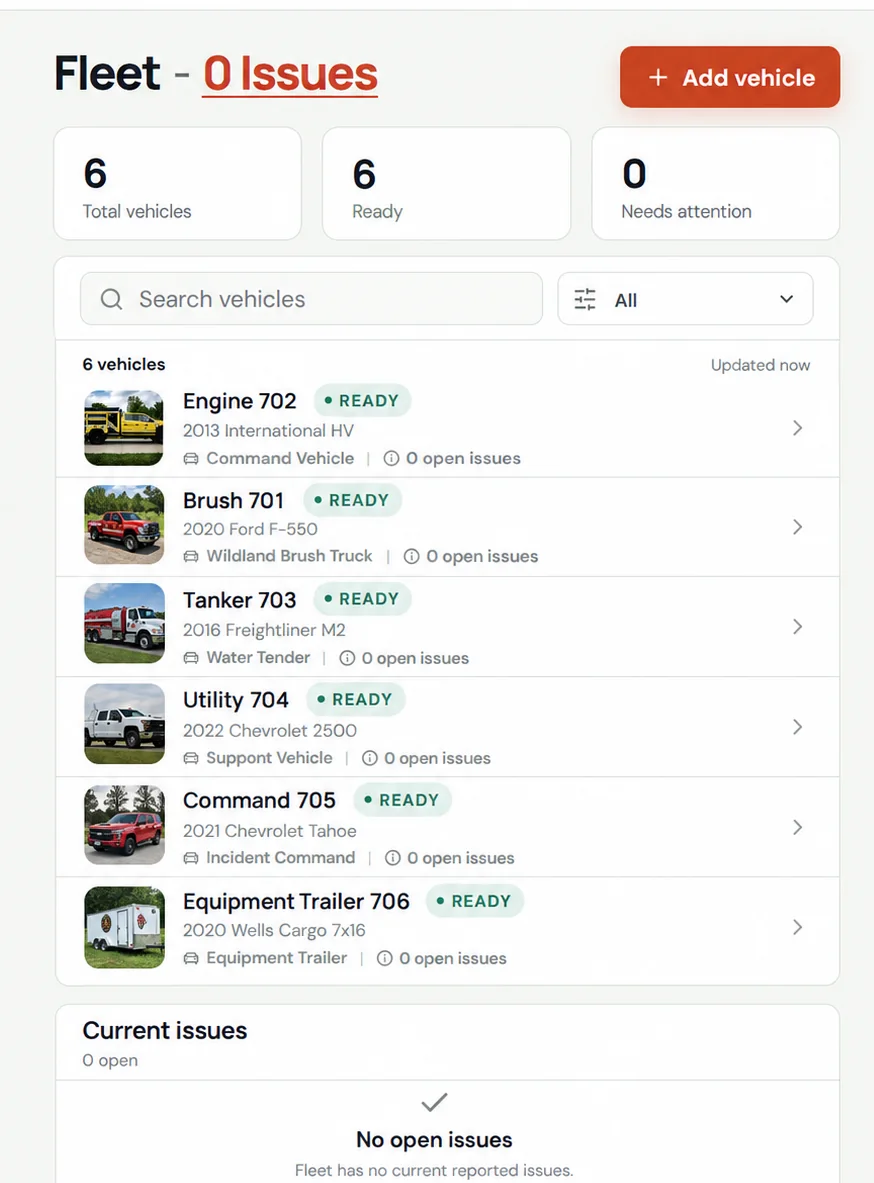 Fleet - 0 Issues
+ Add vehicle
6
Total vehicles
6
Ready
0
Needs attention
Search vehicles
All
6 vehicles
Updated now
Engine 702 • READY
2013 International HV
Command Vehicle | 0 open issues
Brush 701 • READY
2020 Ford F-550
Wildland Brush Truck | 0 open issues
Tanker 703 • READY
2016 Freightliner M2
Water Tender | 0 open issues
Utility 704 • READY
2022 Chevrolet 2500
Suppont Vehicle | 0 open issues
Command 705 • READY
2021 Chevrolet Tahoe
Incident Command | 0 open issues
Equipment Trailer 706 • READY
2020 Wells Cargo 7x16
Equipment Trailer | 0 open issues
Current issues
0 open
No open issues
Fleet has no current reported issues.